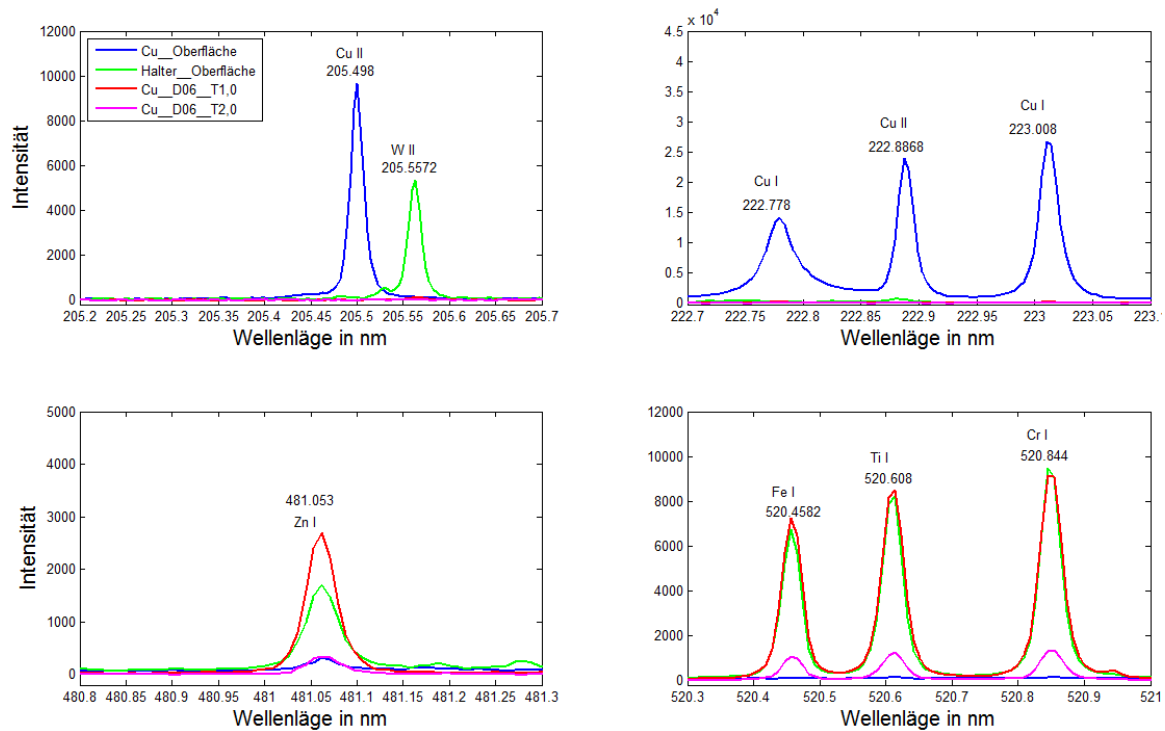 12000
10000
8000
6000
4000
2000
0
Intensität
Cu__Oberfläche
Halter__Oberfläche
Cu__D06__T1,0
Cu__D06__T2,0
Cu II
205.498
W II
205.5572
205.2 205.25 205.3 205.35 205.4 205.45 205.5 205.55 205.6 205.65 205.7
Wellenläge in nm
x 10⁴
4.5
4
3.5
3
2.5
2
1.5
1
0.5
0
Cu I
222.778
Cu II
222.8868
Cu I
223.008
222.7 222.75 222.8 222.85 222.9 222.95 223 223.05 223.1
Wellenläge in nm
5000
4000
3000
2000
1000
0
Intensität
481.053
Zn I
480.8 480.85 480.9 480.95 481 481.05 481.1 481.15 481.2 481.25 481.3
Wellenläge in nm
12000
10000
8000
6000
4000
2000
0
Fe I
520.4582
Ti I
520.608
Cr I
520.844
520.3 520.4 520.5 520.6 520.7 520.8 520.9 521
Wellenläge in nm